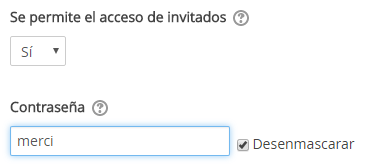 Se permite el acceso de invitados ?
Sí
Contraseña ?
merci
Desenmascarar